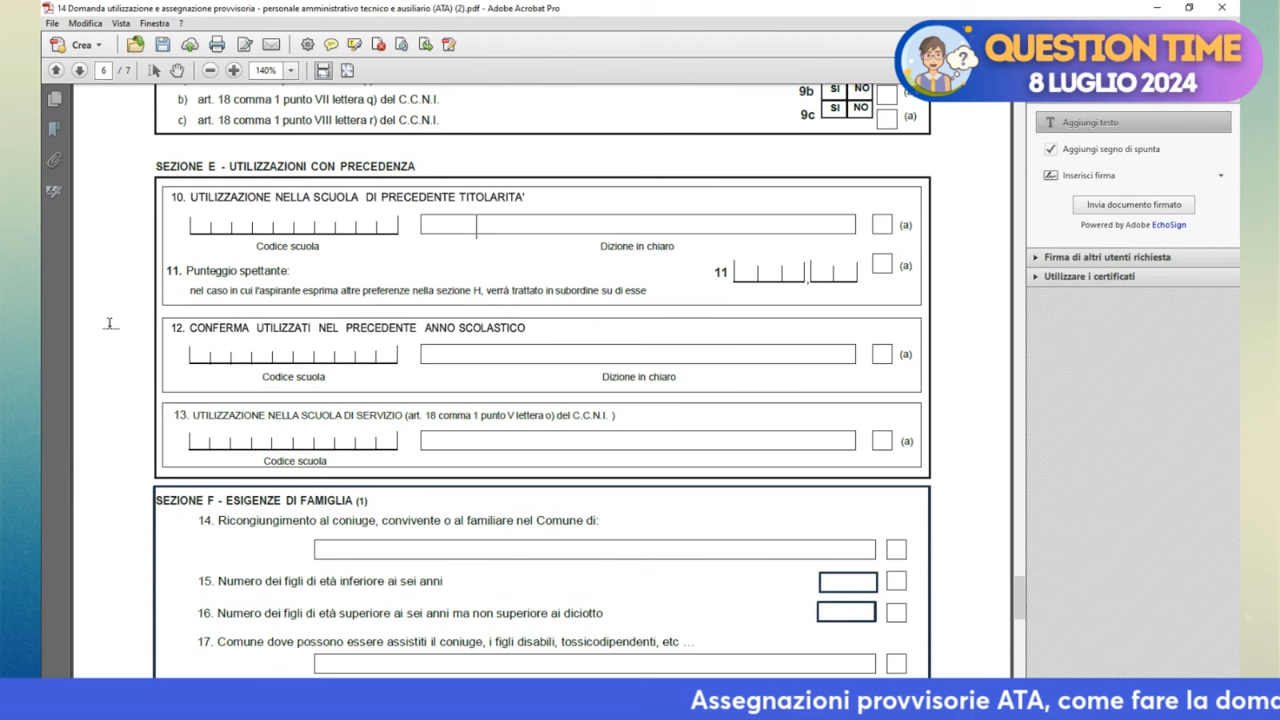 14 Domanda utilizzazione e assegnazione provvisoria - personale amministrativo tecnico e ausiliario (ATA) (2).pdf - Adobe Acrobat Pro
File Modifica Vista Finestra ?
Crea
6 / 7 140%
QUESTION TIME
8 LUGLIO 2024
b) art. 18 comma 1 punto VII lettera q) del C.C.N.I. 9b SI NO
c) art. 18 comma 1 punto VIII lettera r) del C.C.N.I. 9c SI NO (a)
SEZIONE E - UTILIZZAZIONI CON PRECEDENZA
10. UTILIZZAZIONE NELLA SCUOLA DI PRECEDENTE TITOLARITA'
(a)
Codice scuola Dizione in chiaro
11. Punteggio spettante: 11 , (a)
nel caso in cui l'aspirante esprima altre preferenze nella sezione H, verrà trattato in subordine su di esse
12. CONFERMA UTILIZZATI NEL PRECEDENTE ANNO SCOLASTICO
(a)
Codice scuola Dizione in chiaro
13. UTILIZZAZIONE NELLA SCUOLA DI SERVIZIO (art. 18 comma 1 punto V lettera o) del C.C.N.I. )
(a)
Codice scuola
SEZIONE F - ESIGENZE DI FAMIGLIA (1)
14. Ricongiungimento al coniuge, convivente o al familiare nel Comune di:
15. Numero dei figli di età inferiore ai sei anni
16. Numero dei figli di età superiore ai sei anni ma non superiore ai diciotto
17. Comune dove possono essere assistiti il coniuge, i figli disabili, tossicodipendenti, etc ...
Aggiungi testo
Aggiungi segno di spunta
Inserisci firma
Invia documento firmato
Powered by Adobe EchoSign
Firma di altri utenti richiesta
Utilizzare i certificati
Assegnazioni provvisorie ATA, come fare la doma